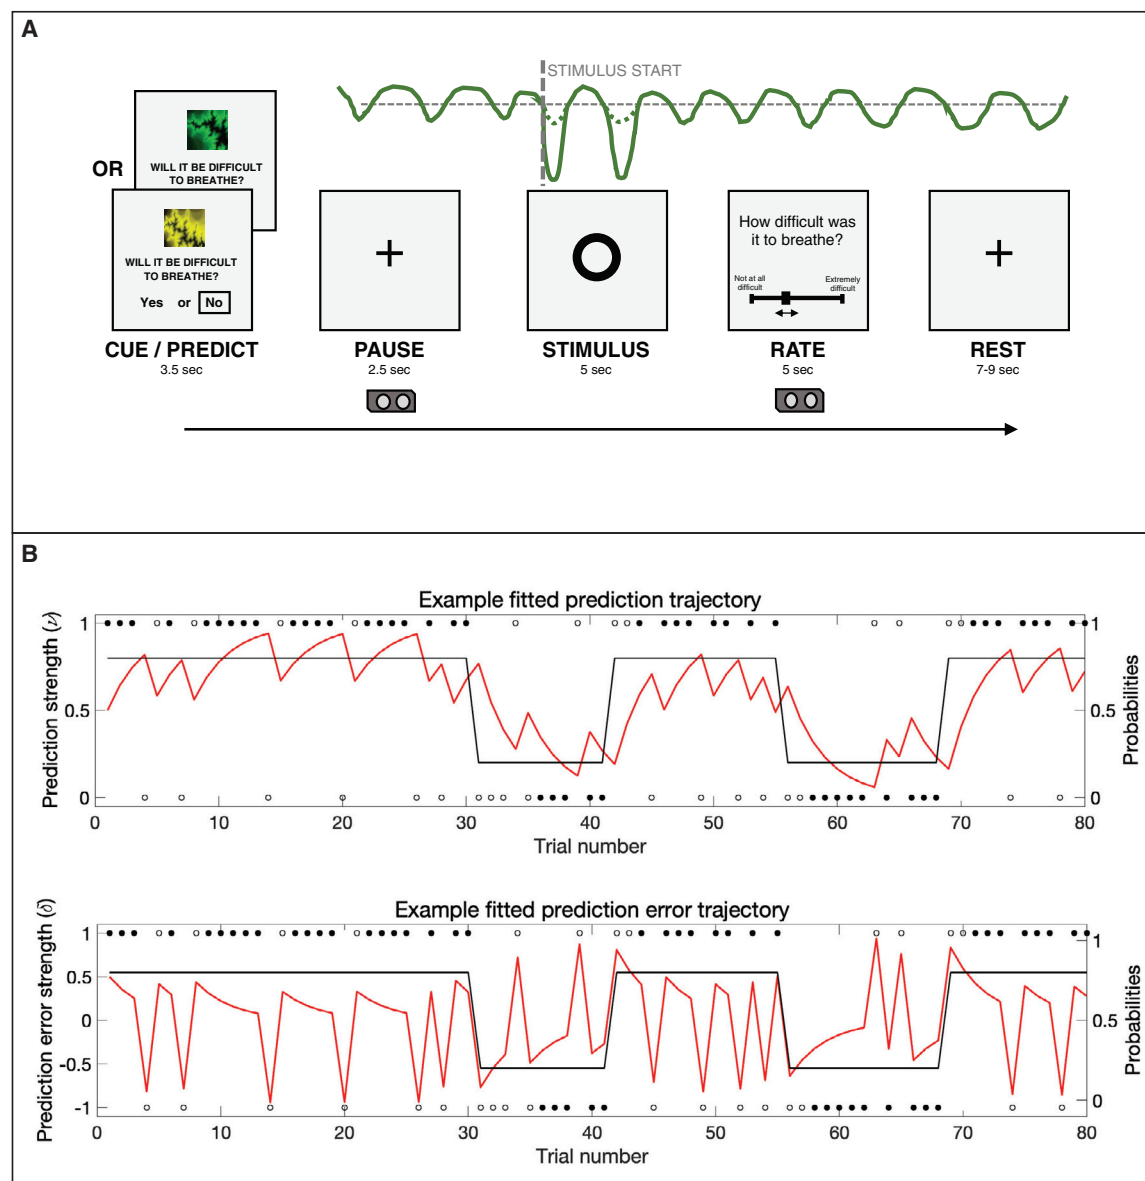 A
STIMULUS START
OR
WILL IT BE DIFFICULT
TO BREATHE?
WILL IT BE DIFFICULT
TO BREATHE?
Yes or No
+
+
How difficult was
it to breathe?
Not at all
difficult
Extremely
difficult
CUE / PREDICT
3.5 sec
PAUSE
2.5 sec
STIMULUS
5 sec
RATE
5 sec
REST
7-9 sec
B
Example fitted prediction trajectory
Prediction strength (ν)
1
0.5
0
1
0.5
0
Probabilities
0 10 20 30 40 50 60 70 80
Trial number
Example fitted prediction error trajectory
Prediction error strength (δ)
1
0.5
0
-0.5
-1
1
0.5
0
Probabilities
0 10 20 30 40 50 60 70 80
Trial number